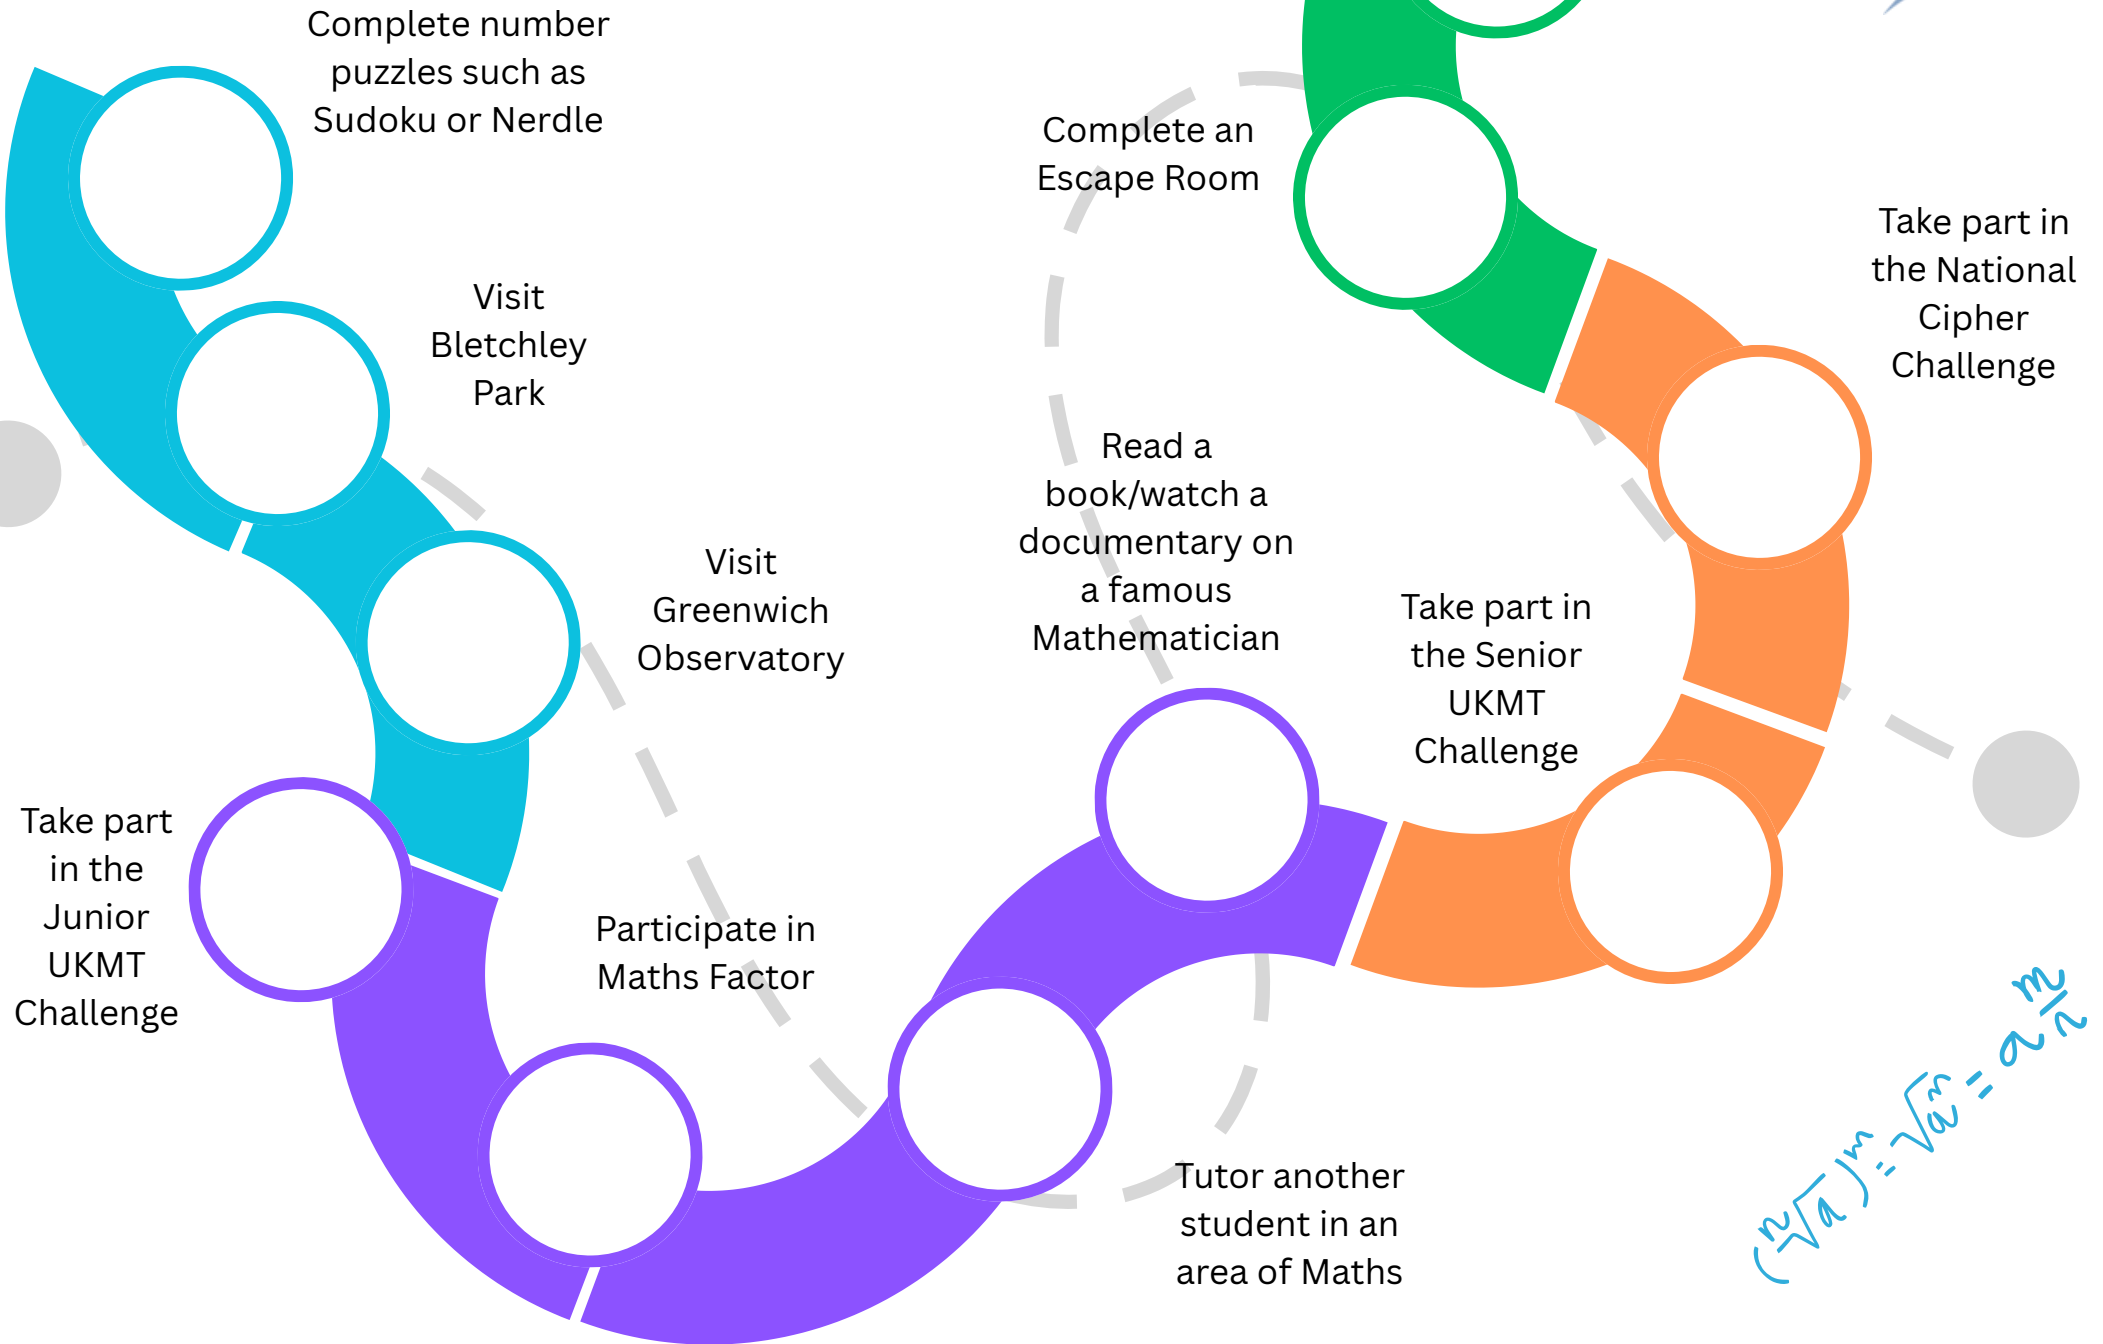 Complete number
puzzles such as
Sudoku or Nerdle
Visit
Bletchley
Park
Visit
Greenwich
Observatory
Take part
in the
Junior
UKMT
Challenge
Participate in
Maths Factor
Tutor another
student in an
area of Maths
Read a
book/watch a
documentary on
a famous
Mathematician
Take part in
the Senior
UKMT
Challenge
Take part in
the National
Cipher
Challenge
Complete an
Escape Room
(ⁿ√a)ᵐ = √aⁿ = a^m/n